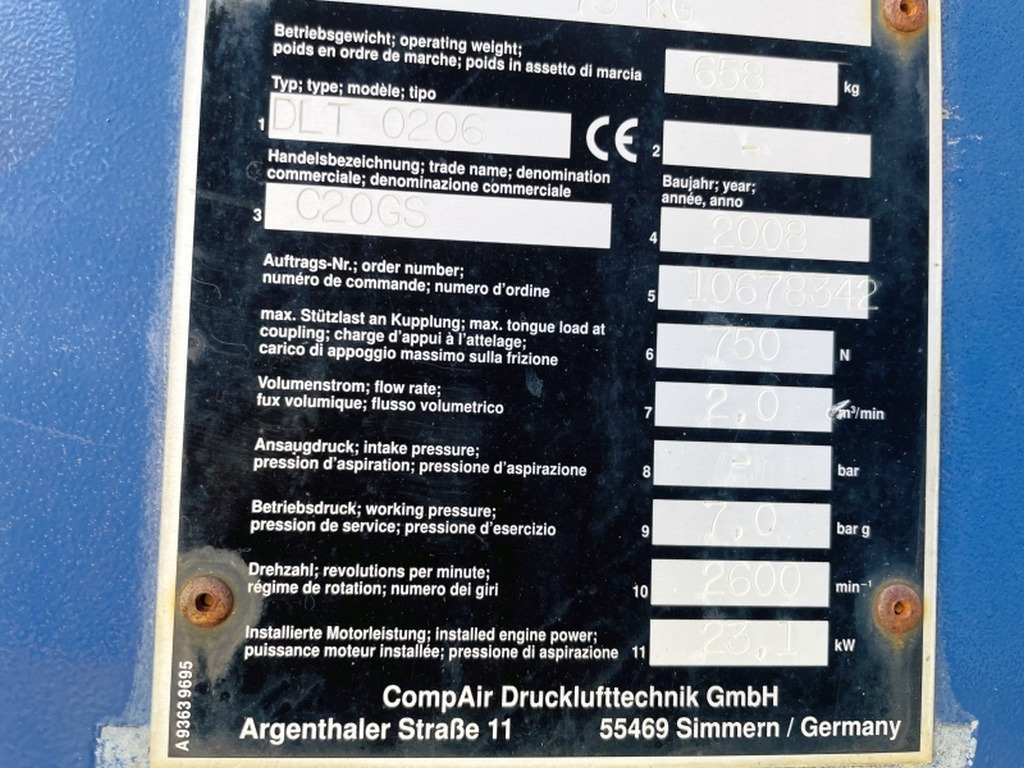 75 KG
Betriebsgewicht; operating weight;
poids en ordre de marche; poids in assetto di marcia
658 kg
Typ; type; modèle; tipo
1 DLT 0206 CE 2 -
Handelsbezeichnung; trade name; denomination
commerciale; denominazione commerciale
3 C20GS
Baujahr; year;
année, anno
4 2008
Auftrags-Nr.; order number;
numéro de commande; numero d'ordine
5 10678342
max. Stützlast an Kupplung; max. tongue load at
coupling; charge d'appui à l'attelage;
carico di appoggio massimo sulla frizione
6 750 N
Volumenstrom; flow rate;
fux volumique; flusso volumetrico
7 2,0 m³/min
Ansaugdruck; intake pressure;
pression d'aspiration; pressione d'aspirazione
8 - bar
Betriebsdruck; working pressure;
pression de service; pressione d'esercizio
9 7,0 bar g
Drehzahl; revolutions per minute;
régime de rotation; numero dei giri
10 2600 min⁻¹
Installierte Motorleistung; installed engine power;
puissance moteur installée; pressione di aspirazione
11 23,1 kW
CompAir Drucklufttechnik GmbH
Argenthaler Straße 11 55469 Simmern / Germany
A93639695